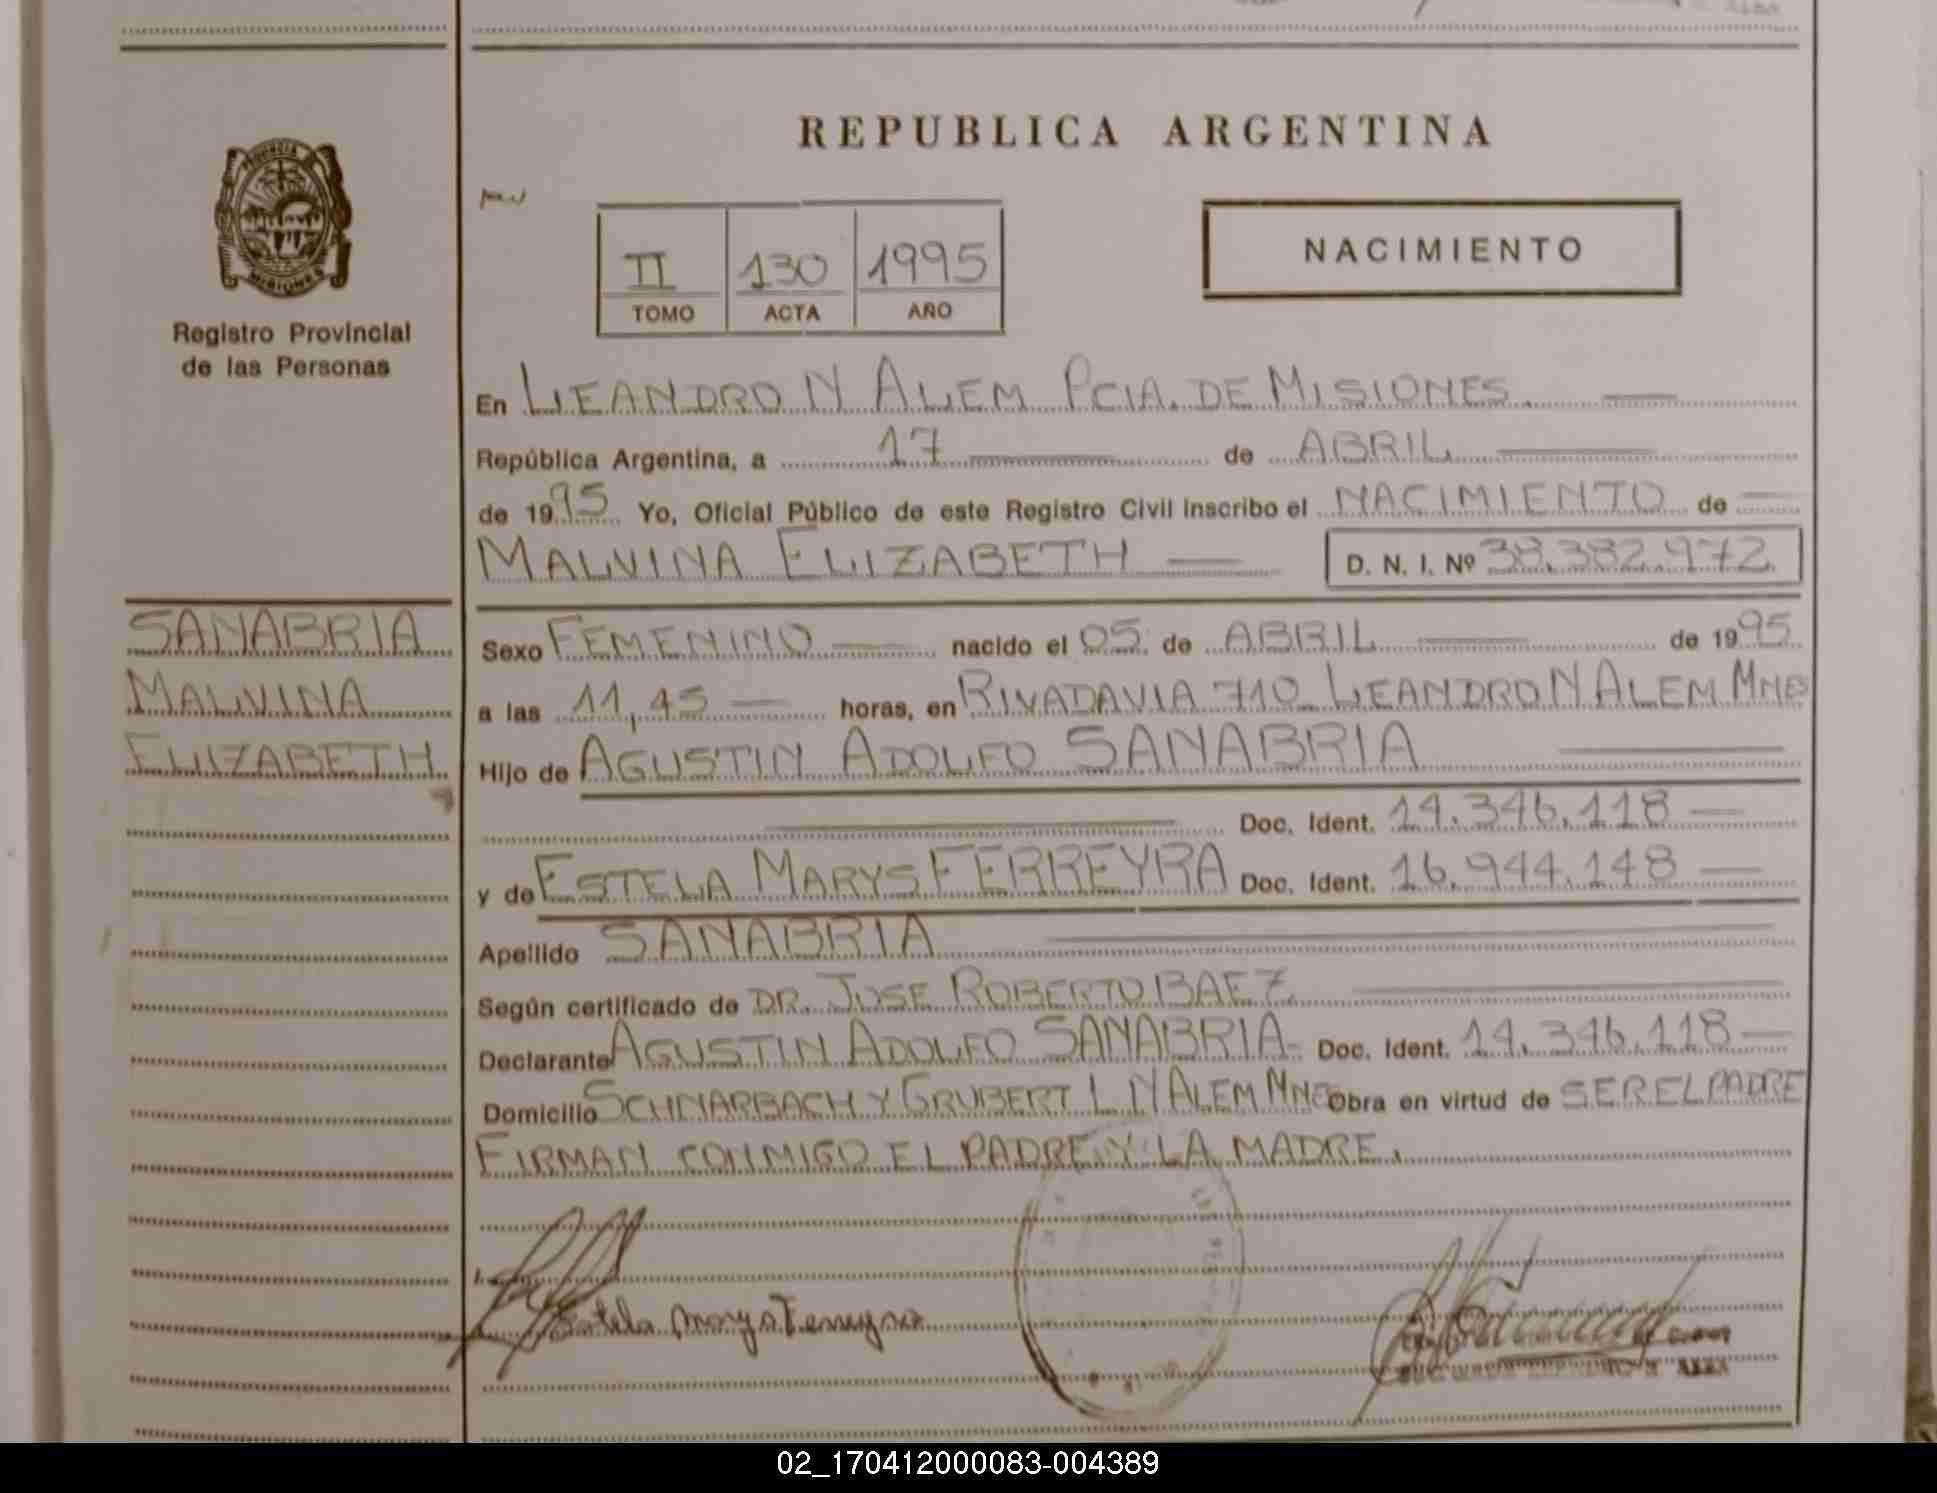 REPUBLICA ARGENTINA
PROVINCIA DE
MISIONES
Registro Provincial
de las Personas
II 130 1995
TOMO ACTA AÑO
NACIMIENTO
En LEANDRO N ALEM PCIA. DE MISIONES.
República Argentina, a 17 de ABRIL
de 1995 Yo, Oficial Público de este Registro Civil inscribo el NACIMIENTO de
MALVINA ELIZABETH D. N. I. Nº 38.382.972
SANABRIA
MALVINA
ELIZABETH
Sexo FEMENINO nacido el 05 de ABRIL de 1995
a las 11,45 horas, en RIVADAVIA 710 LEANDRO N ALEM MNES
Hijo de AGUSTIN ADOLFO SANABRIA
Doc. Ident. 14.346.118
y de ESTELA MARYS FERREYRA Doc. Ident. 16.944.148
Apellido SANABRIA
Según certificado de DR. JOSE ROBERTO BAEZ
Declarante AGUSTIN ADOLFO SANABRIA Doc. Ident. 14.346.118
Domicilio SCHNARBACH Y GRUBERT L N ALEM MNES Obra en virtud de SER EL PADRE
FIRMAN CONMIGO EL PADRE Y LA MADRE.
Estela Marys Ferreyra
02_170412000083-004389